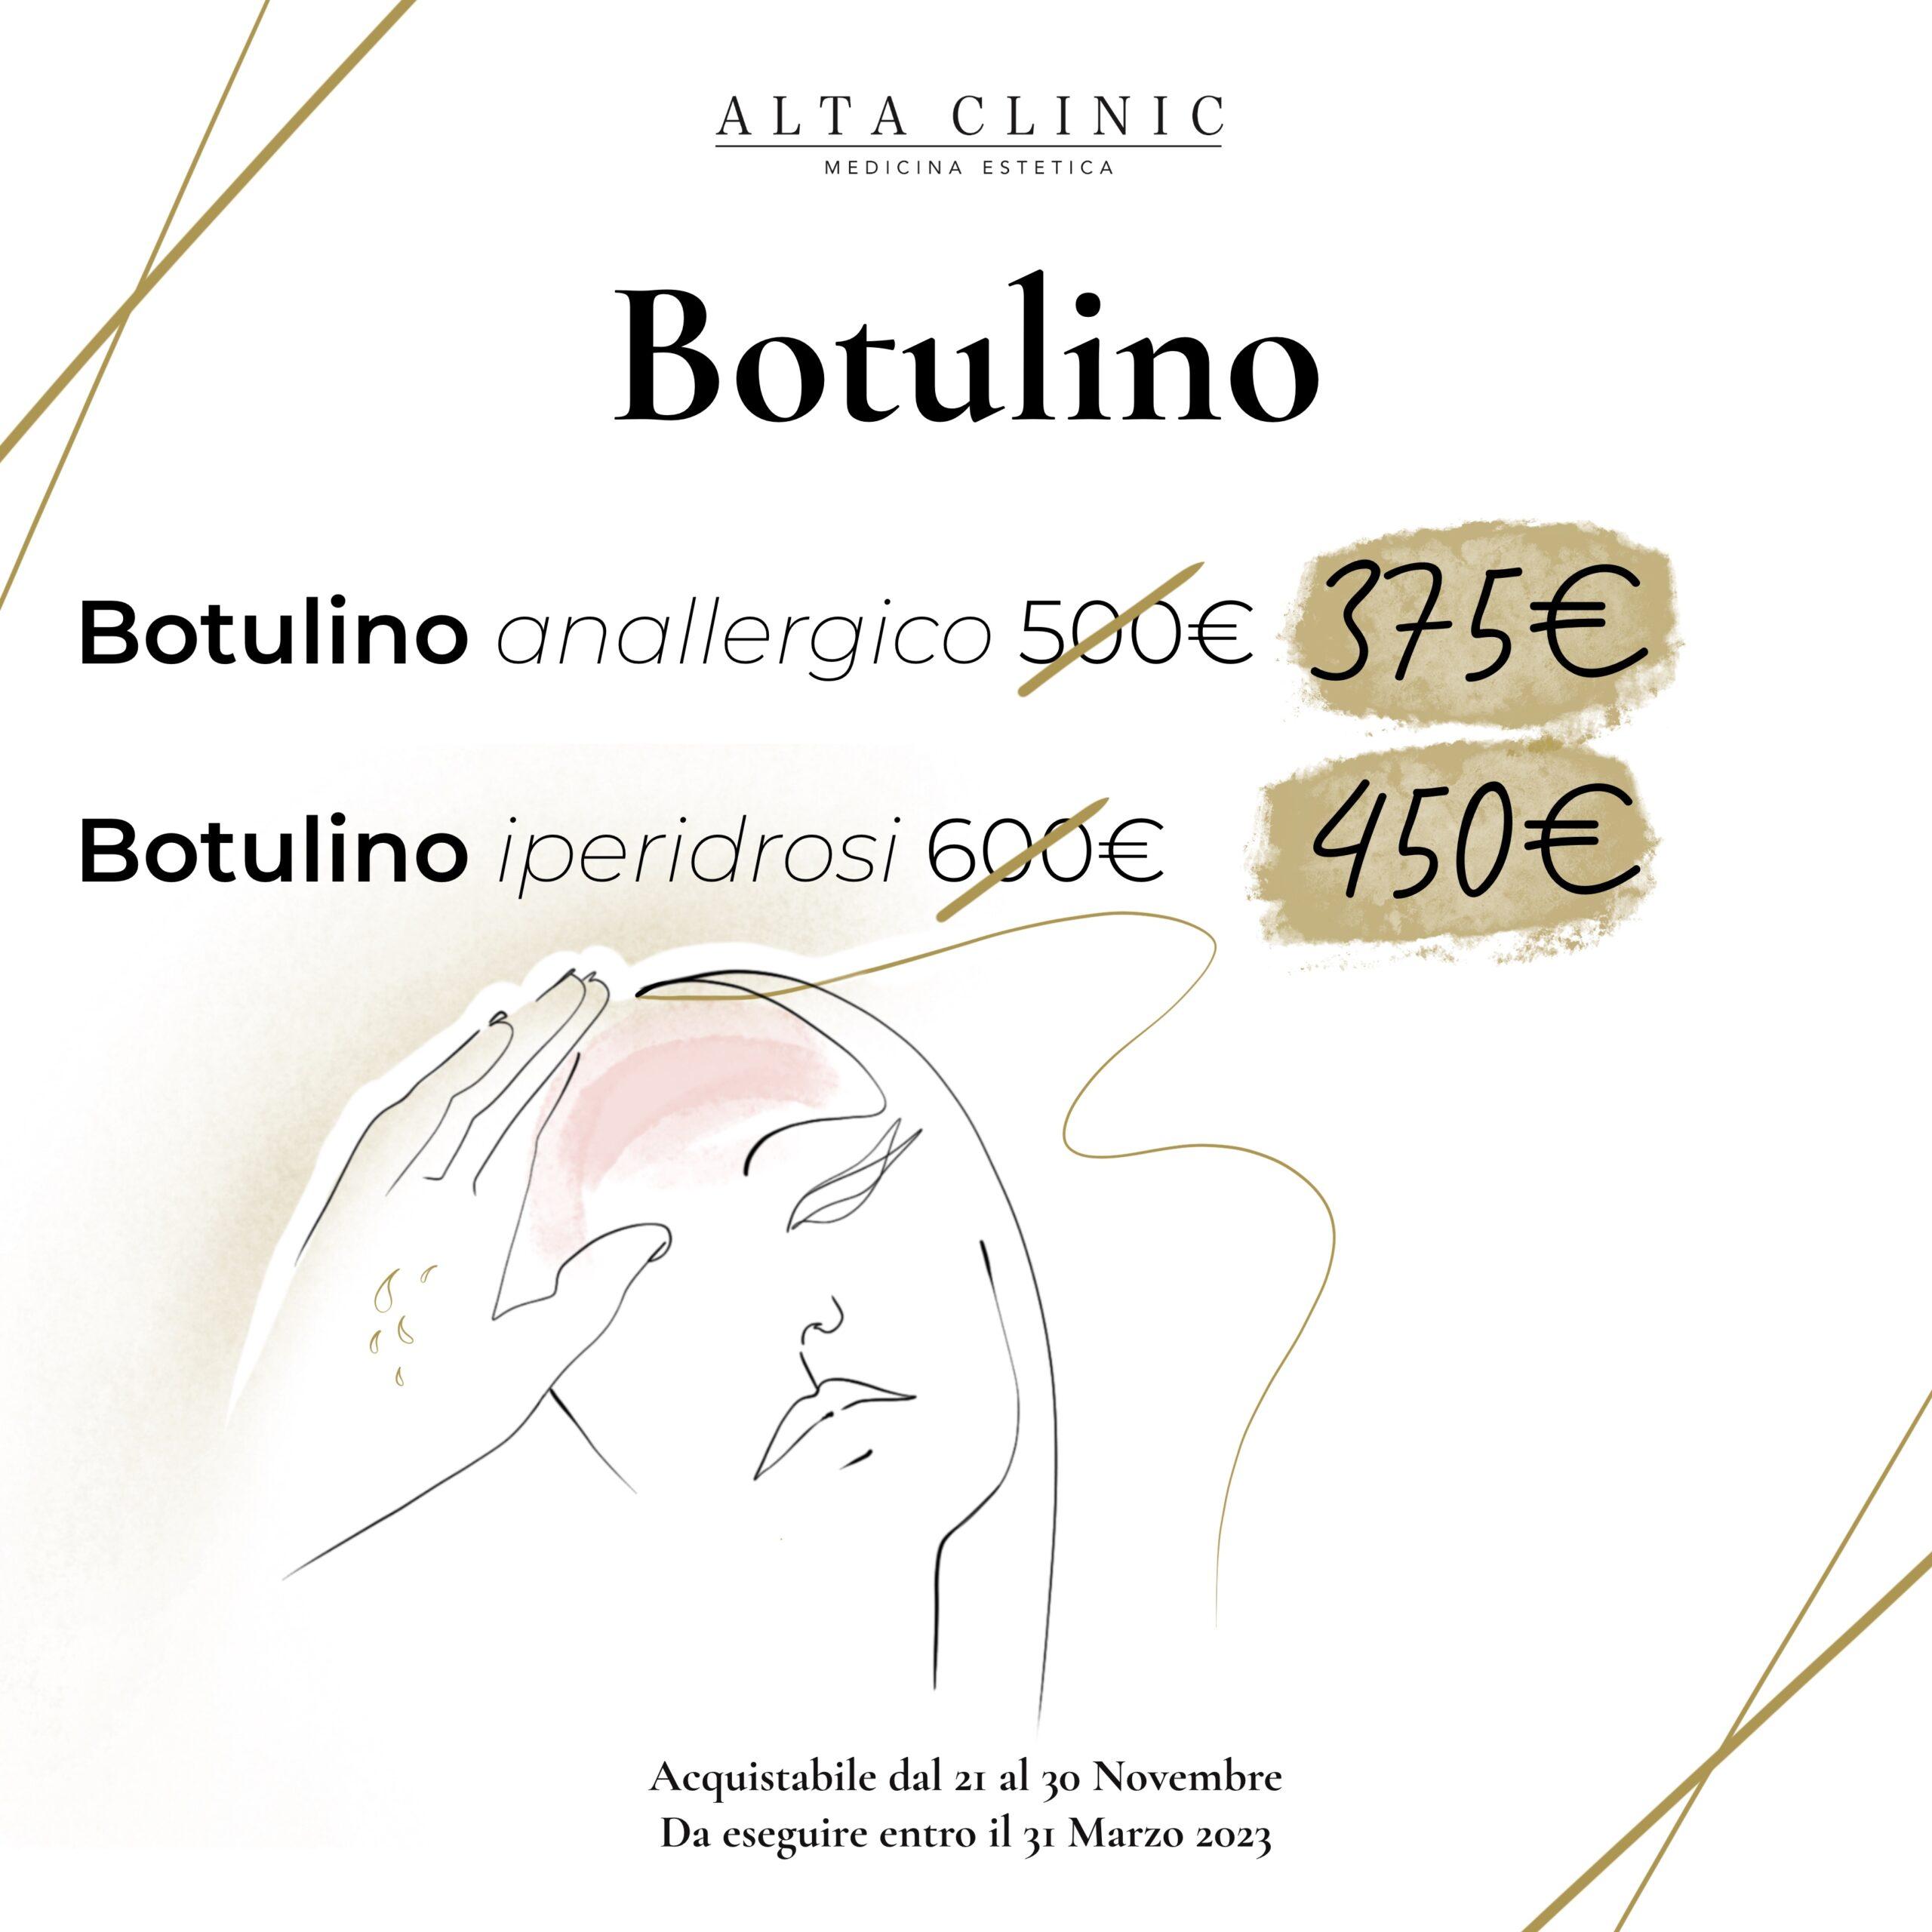 ALTA CLINIC
MEDICINA ESTETICA
Botulino
Botulino anallergico 500€ 375€
Botulino iperidrosi 600€ 450€
Acquistabile dal 21 al 30 Novembre
Da eseguire entro il 31 Marzo 2023